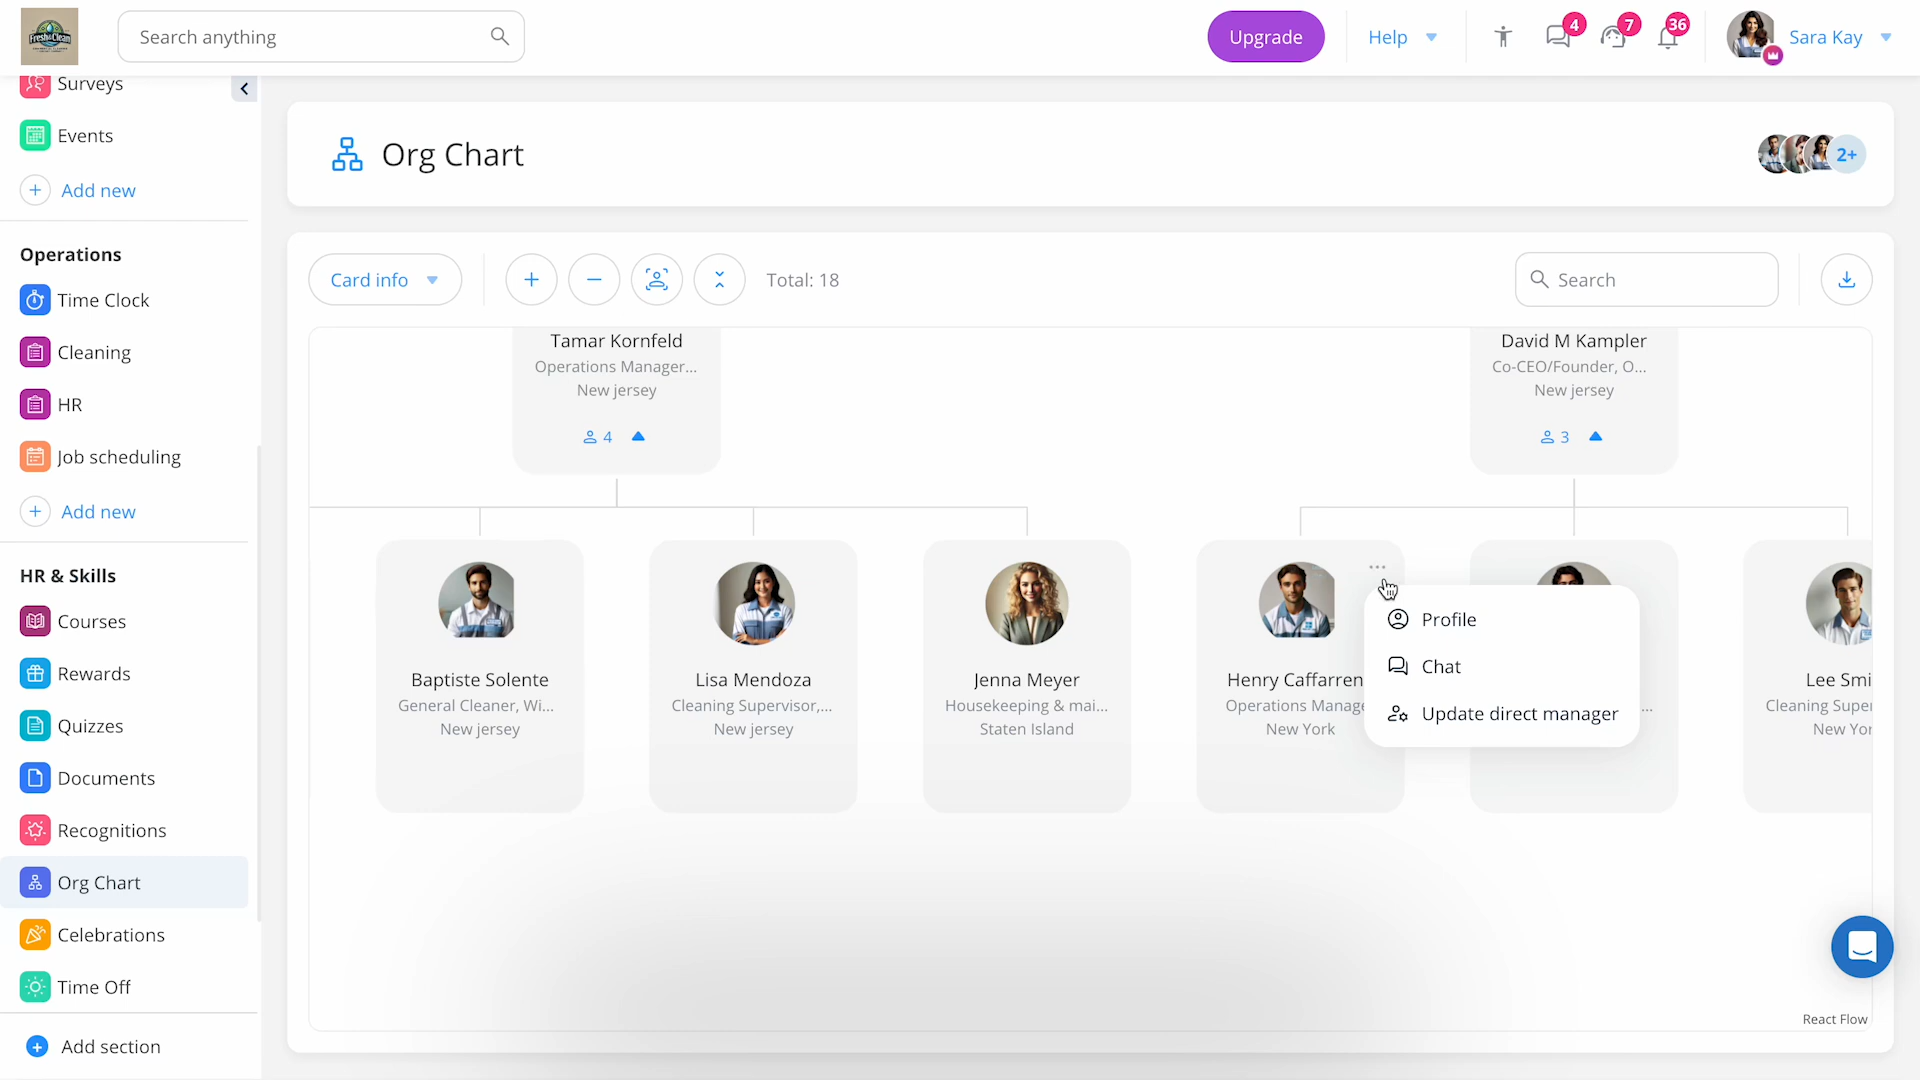 Fresh&Clean
Search anything
Upgrade
Help
4
7
36
Sara Kay
Surveys
Events
Add new
Operations
Time Clock
Cleaning
HR
Job scheduling
Add new
HR & Skills
Courses
Rewards
Quizzes
Documents
Recognitions
Org Chart
Celebrations
Time Off
Add section
Org Chart
2+
Card info
Total: 18
Search
Tamar Kornfeld
Operations Manager...
New jersey
4
David M Kampler
Co-CEO/Founder, O...
New jersey
3
Baptiste Solente
General Cleaner, Wi...
New jersey
Lisa Mendoza
Cleaning Supervisor,...
New jersey
Jenna Meyer
Housekeeping & mai...
Staten Island
Henry Caffarren
Operations Manage
New York
...
Profile
Chat
Update direct manager
Lee Smi
Cleaning Super
New Yor
React Flow